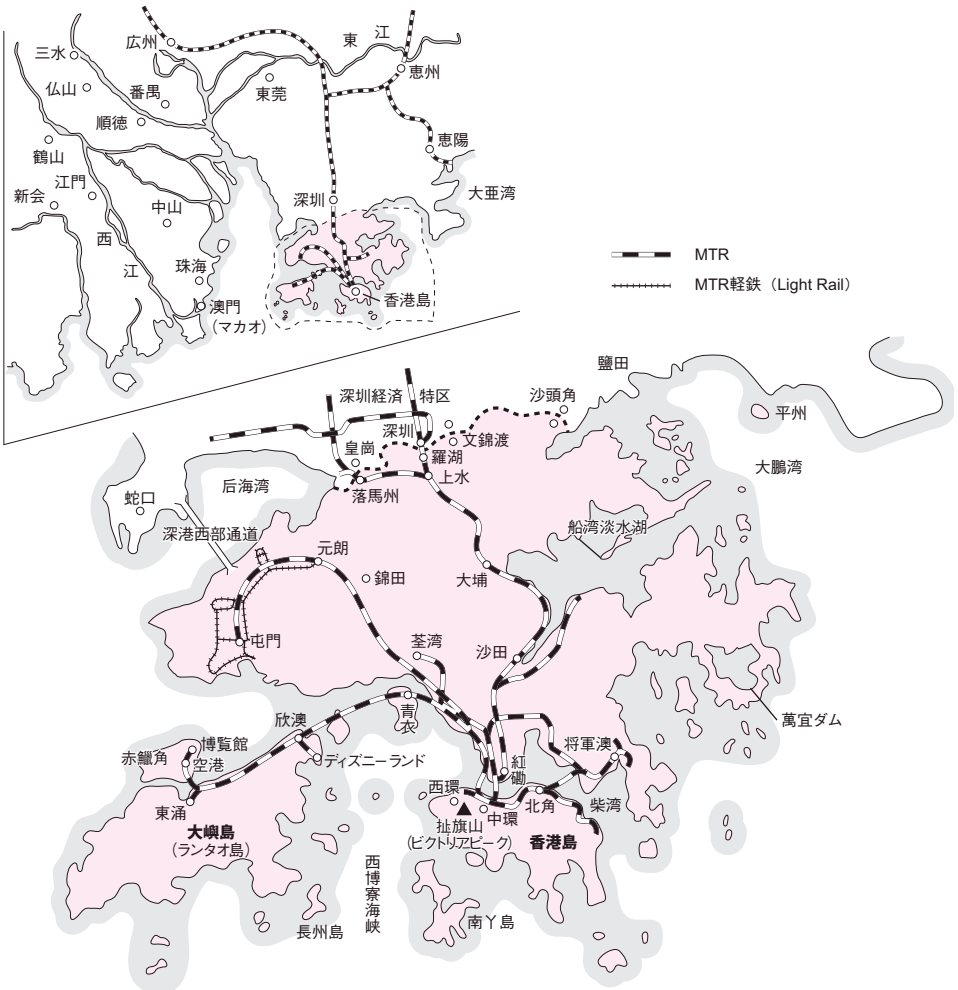 三水
広州
東　江
恵州
仏山
番禺
東莞
順徳
恵陽
鶴山
大亜湾
新会
江門
中山
深圳
西　江
珠海
香港島
澳門
（マカオ）
MTR
MTR軽鉄（Light Rail）
鹽田
平州
深圳経済　特区
沙頭角
深圳
文錦渡
皇崗
羅湖
上水
大鵬湾
后海湾
落馬州
蛇口
深港西部通道
船湾淡水湖
元朗
錦田
大埔
屯門
荃湾
沙田
萬宜ダム
青衣
欣澳
博覧館
赤鱲角
空港
ディズニーランド
将軍澳
紅磡
東涌
西環
北角
柴湾
中環
扯旗山
（ビクトリアピーク）
香港島
大嶼島
（ランタオ島）
西博寮海峡
長州島
南丫島